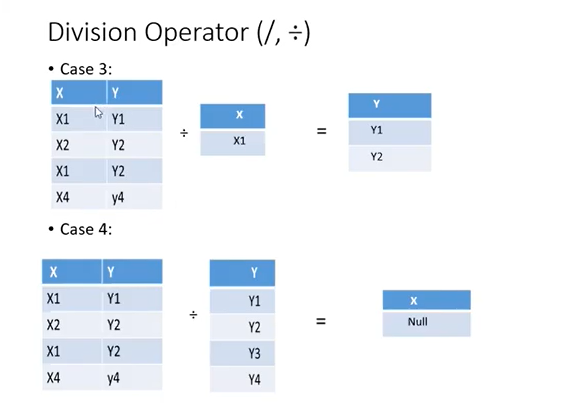 Division Operator (/, ÷)
• Case 3:
X Y
X1 Y1
X2 Y2
X1 Y2
X4 y4
÷
X
X1
=
Y
Y1
Y2
• Case 4:
X Y
X1 Y1
X2 Y2
X1 Y2
X4 y4
÷
Y
Y1
Y2
Y3
Y4
=
X
Null